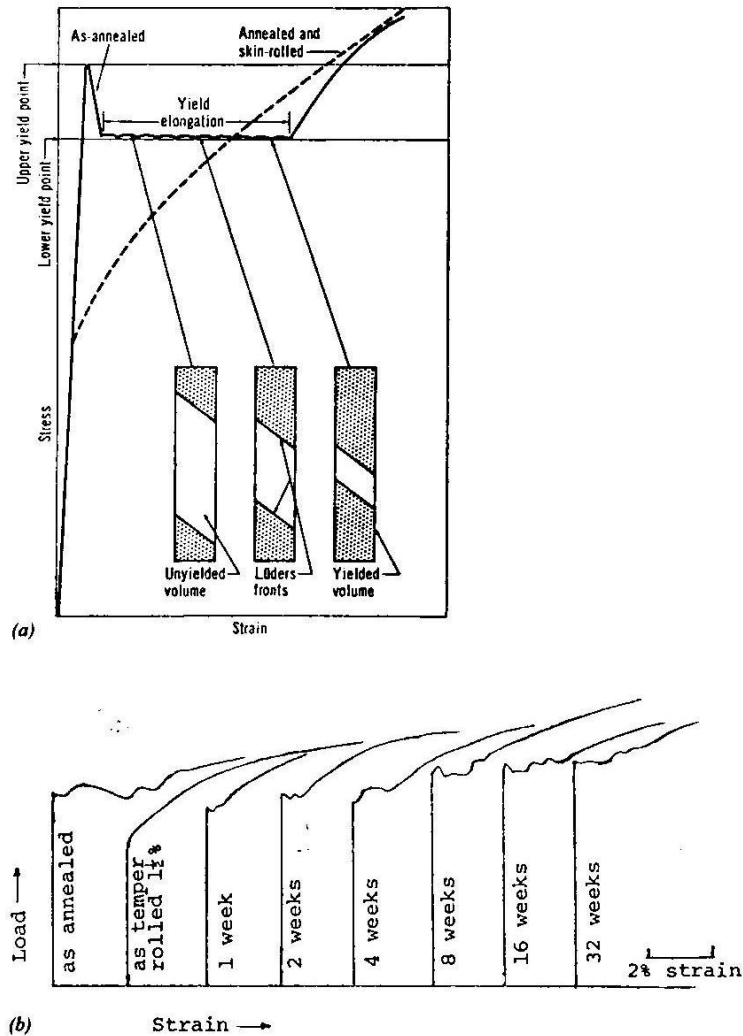 As-annealed
Annealed and
skin-rolled
Upper yield point
Yield
elongation
Lower yield point
Stress
Unyielded
volume
Lüders
fronts
Yielded
volume
(a)
Strain
Load
as annealed
as temper
rolled 1½%
1 week
2 weeks
4 weeks
8 weeks
16 weeks
32 weeks
2% strain
(b)
Strain